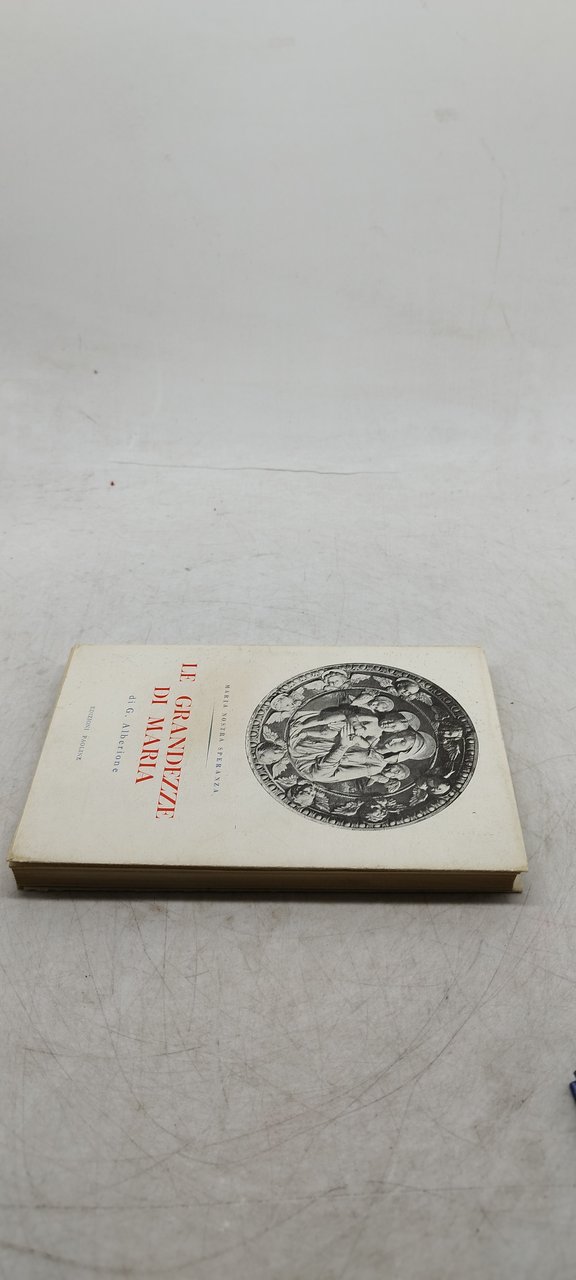 MARIA NOSTRA SPERANZA
LE GRANDEZZE
DI MARIA
di G. Alberione
EDIZIONI PAOLINE